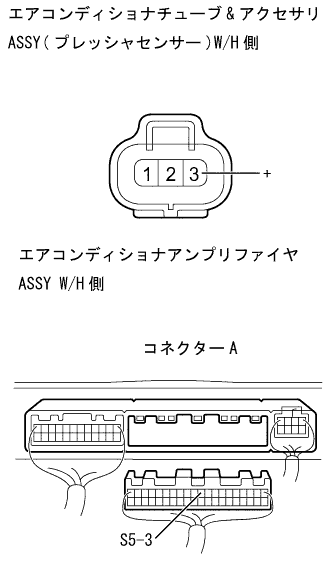 エアコンディショナチューブ&アクセサリ
ASSY(プレッシャセンサー)W/H側
1 2 3 +
エアコンディショナアンプリファイヤ
ASSY W/H側
コネクターA
S5-3